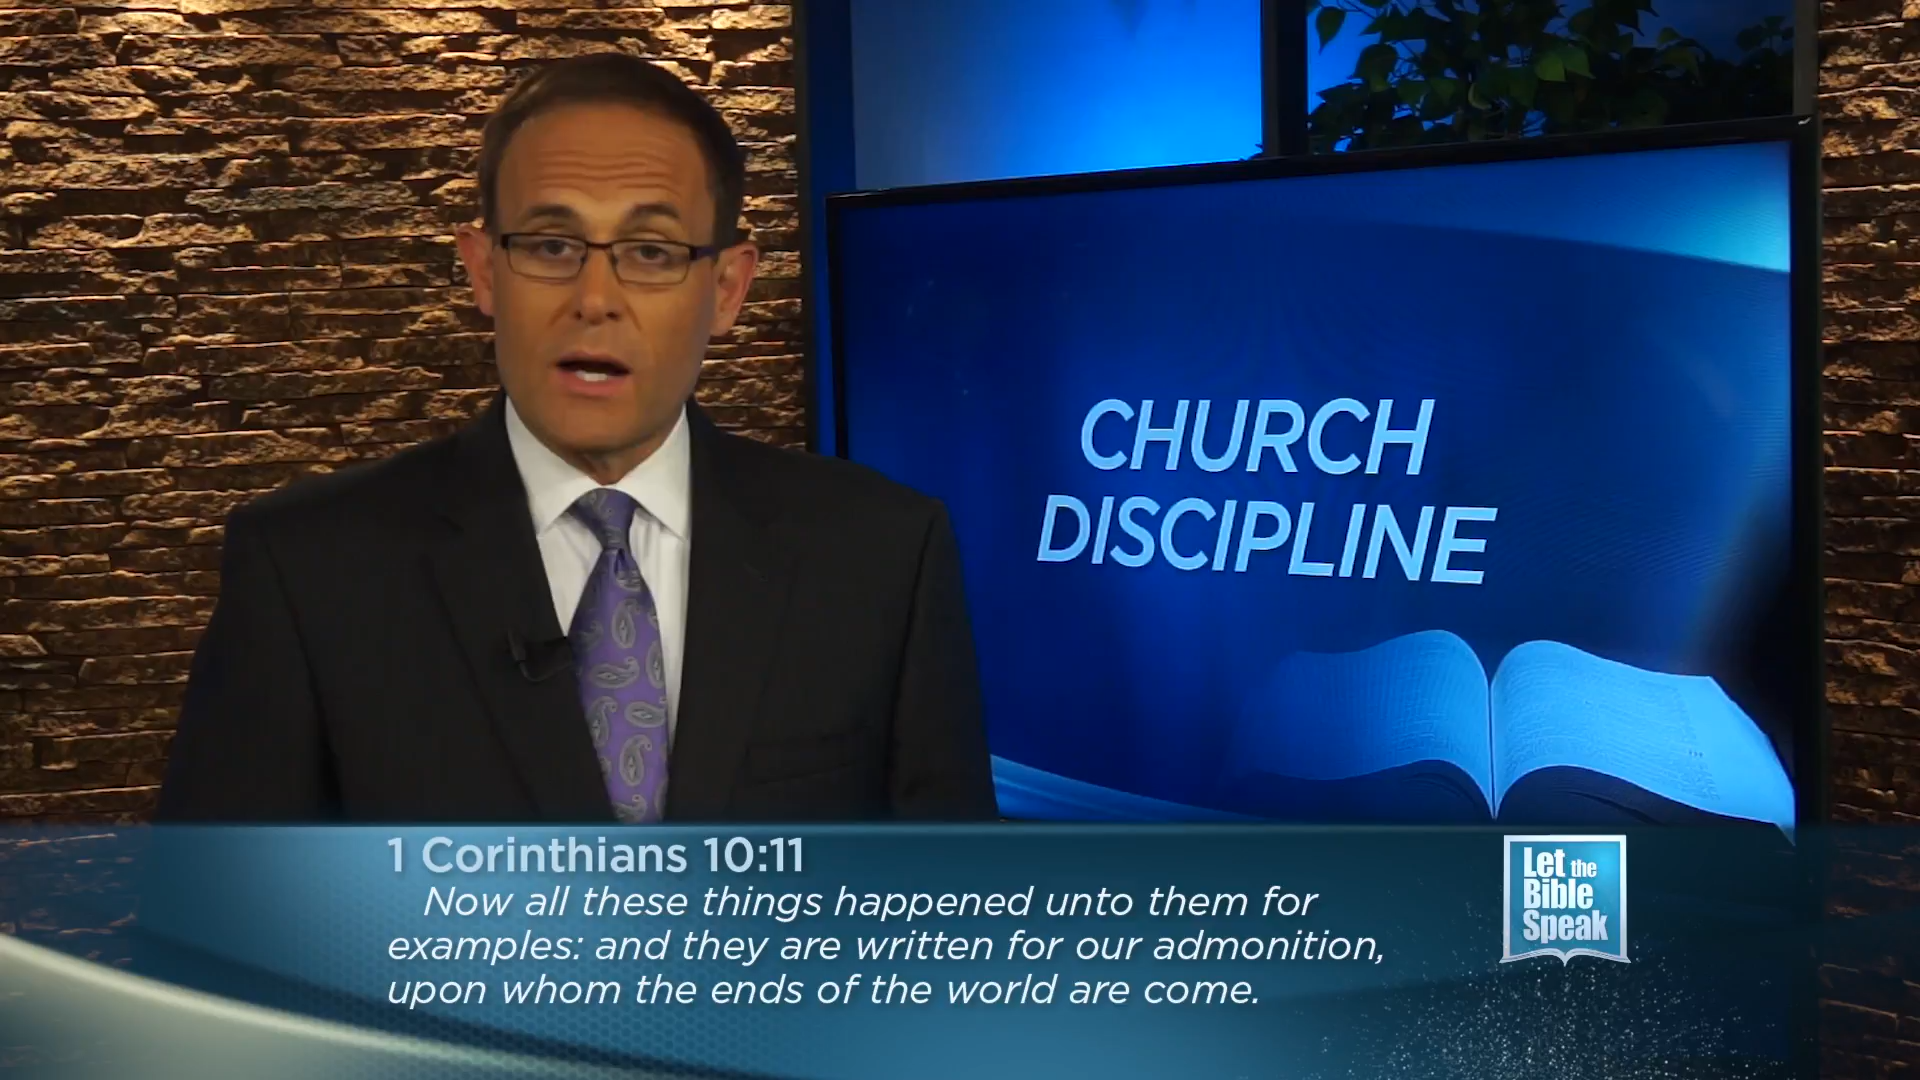 CHURCH
DISCIPLINE
1 Corinthians 10:11
Now all these things happened unto them for
examples: and they are written for our admonition,
upon whom the ends of the world are come.
Let the
Bible
Speak